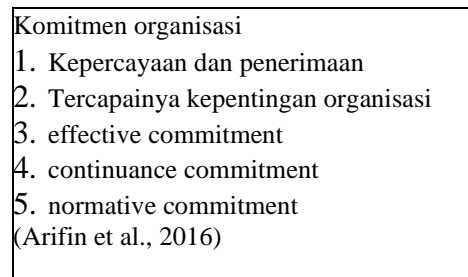 Komitmen organisasi
1. Kepercayaan dan penerimaan
2. Tercapainya kepentingan organisasi
3. effective commitment
4. continuance commitment
5. normative commitment
(Arifin et al., 2016)